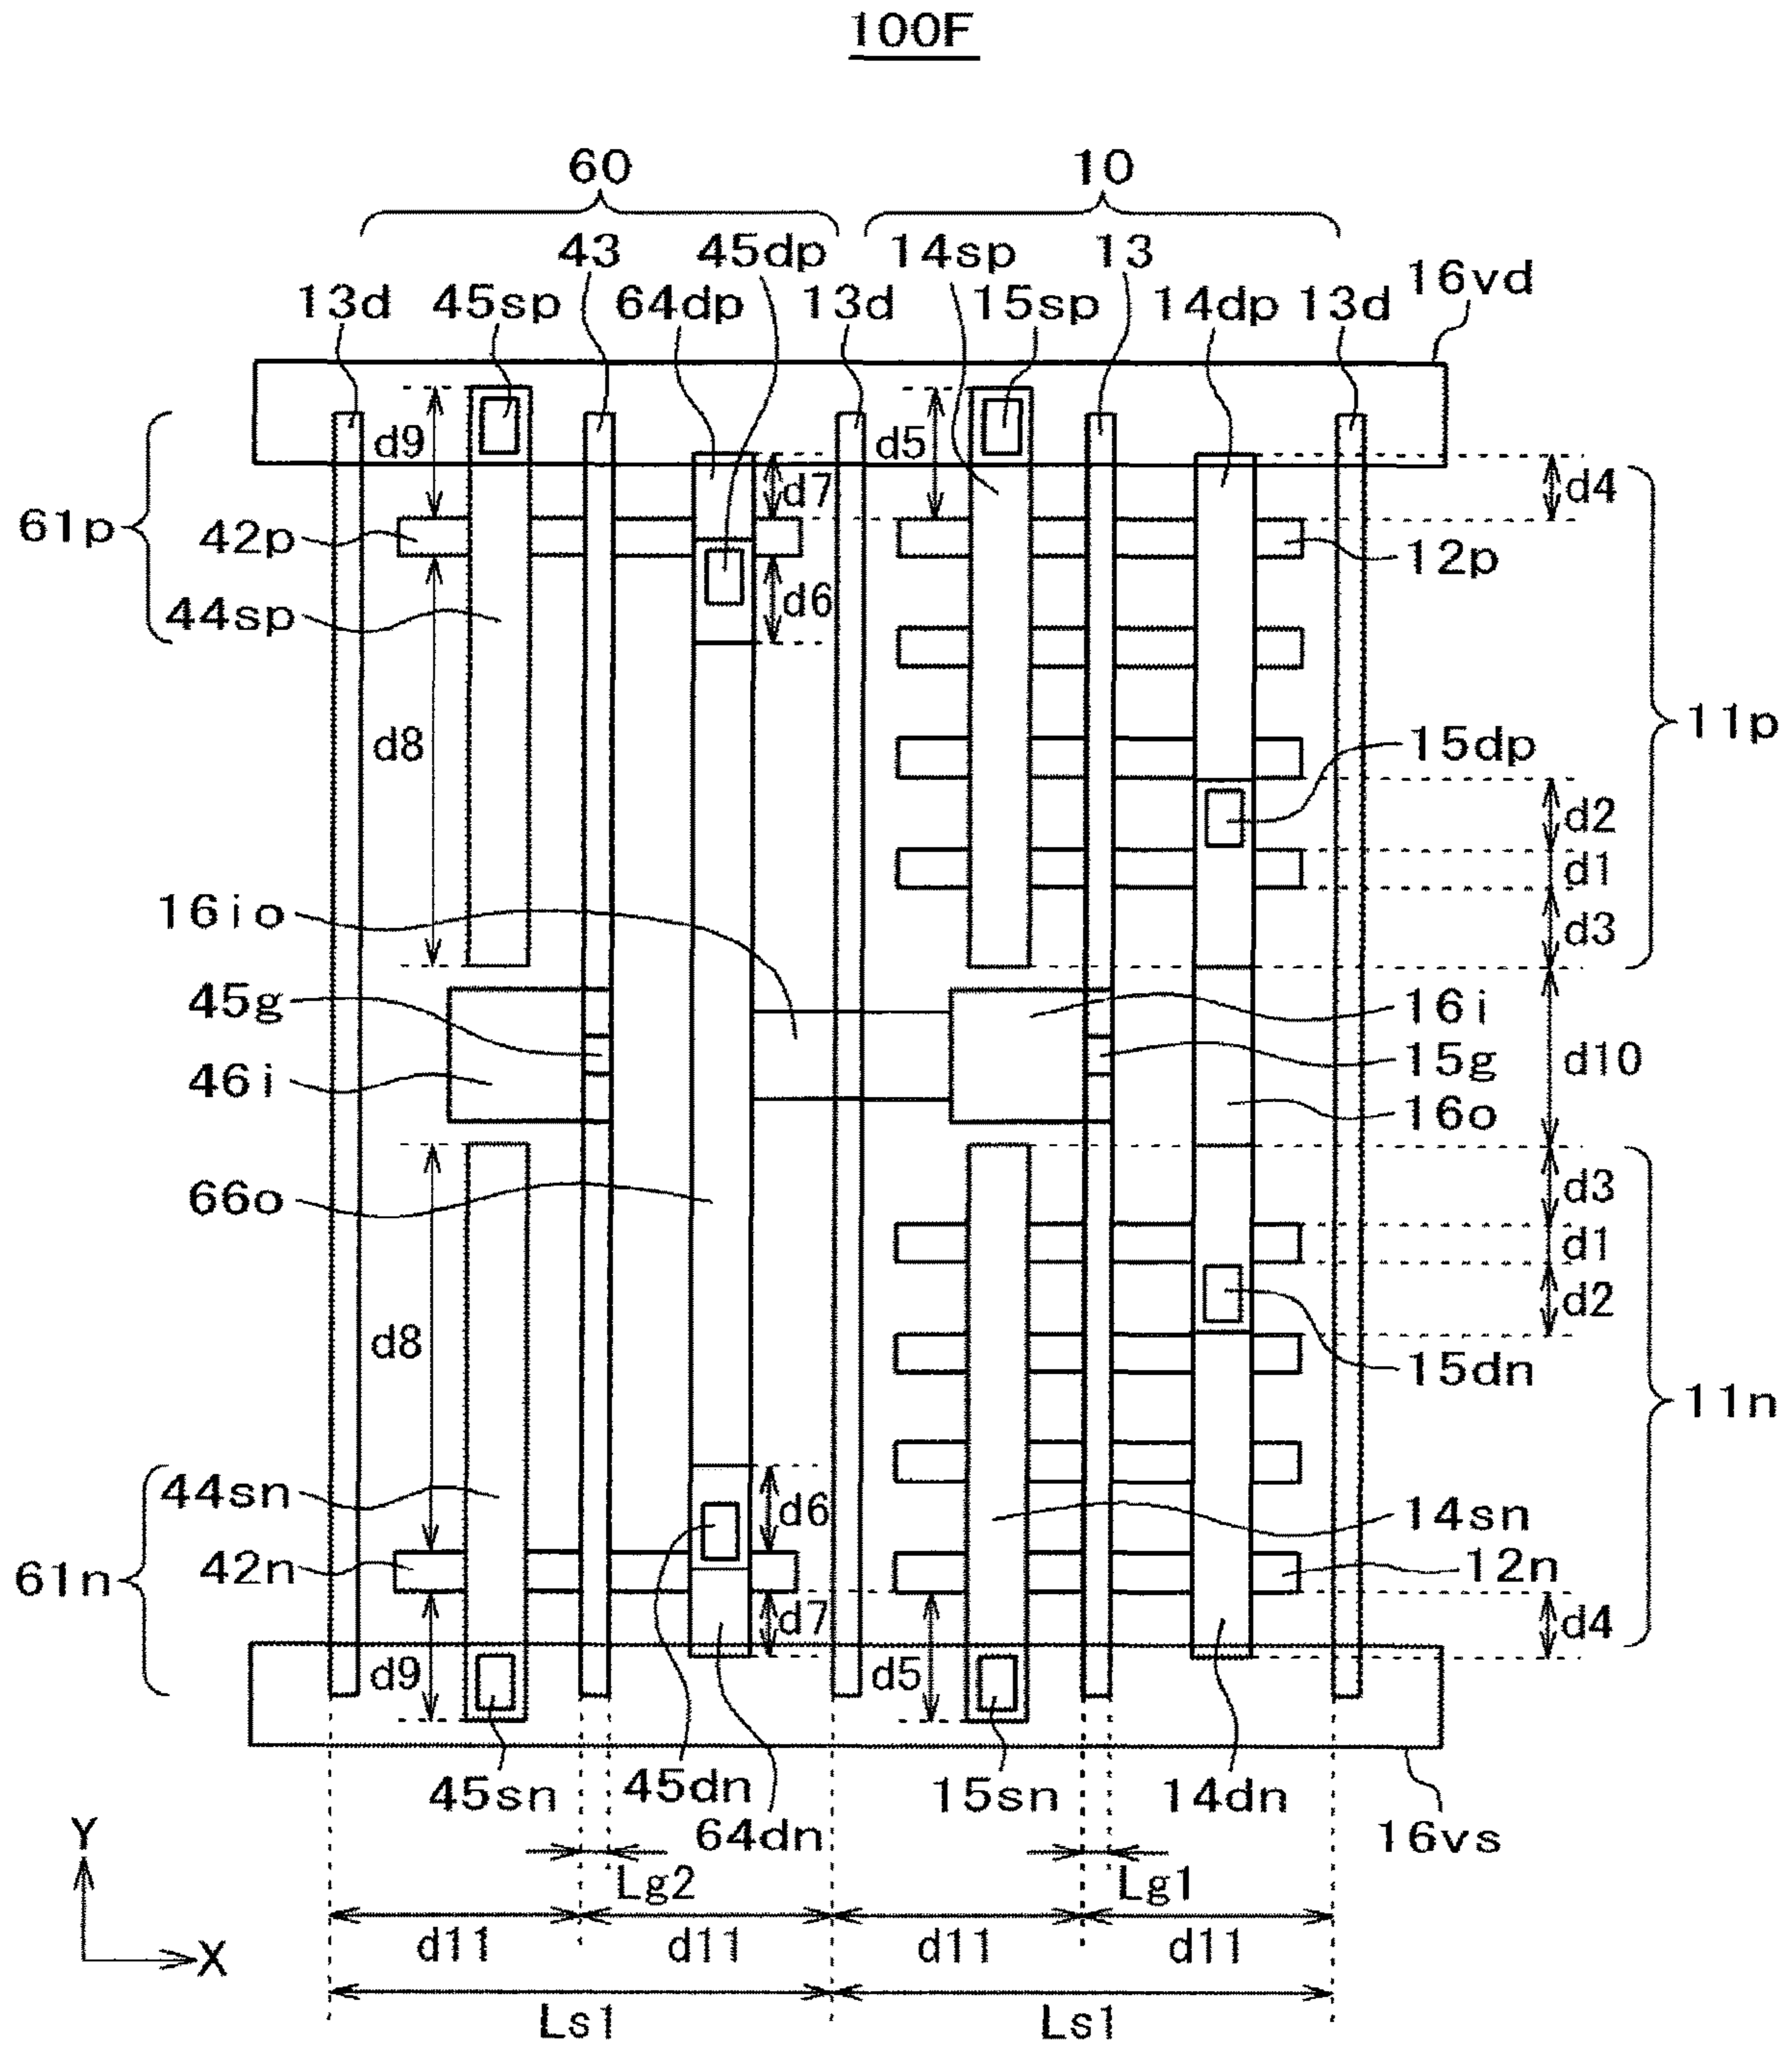 100F
60 10
43 45dp 14sp 13
13d 45sp 64dp 13d 15sp 14dp 13d 16vd
d9 d5
d7 d4
61p 42p 12p
44sp d6
d8 15dp 11p
d2
d1
16io d3
45g 16i
46i 15g d10
16o
66o d3
d1
d8 d2
15dn 11n
44sn d6 14sn
42n 12n
61n d7 d4
d9 d5
45sn 45dn 15sn 14dn
64dn 16vs
Y
Lg2 Lg1
X d11 d11 d11 d11
Ls1 Ls1